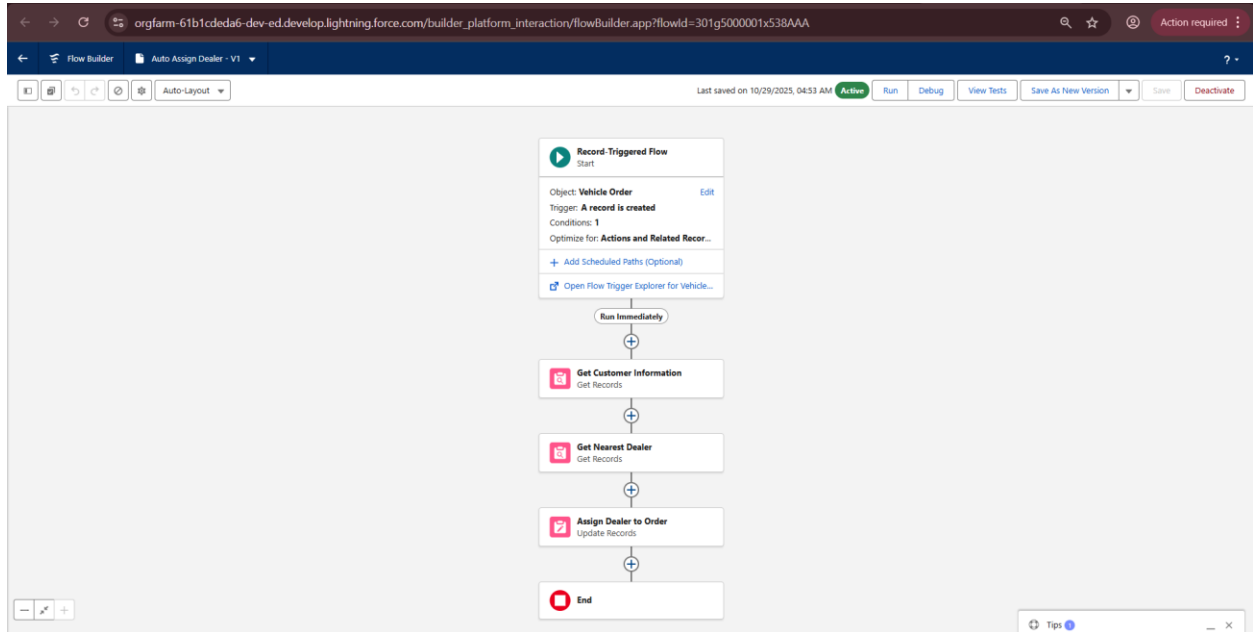 orgfarm-61b1cdeda6-dev-ed.develop.lightning.force.com/builder_platform_interaction/flowBuilder.app?flowId=301g5000001x538AAA
Action required
Flow Builder
Auto Assign Dealer - V1
?
Auto-Layout
Last saved on 10/29/2025, 04:53 AM
Active
Run
Debug
View Tests
Save As New Version
Save
Deactivate
Record-Triggered Flow
Start
Object: Vehicle Order
Edit
Trigger: A record is created
Conditions: 1
Optimize for: Actions and Related Recor...
+ Add Scheduled Paths (Optional)
Open Flow Trigger Explorer for Vehicle...
Run Immediately
Get Customer Information
Get Records
Get Nearest Dealer
Get Records
Assign Dealer to Order
Update Records
End
Tips 1